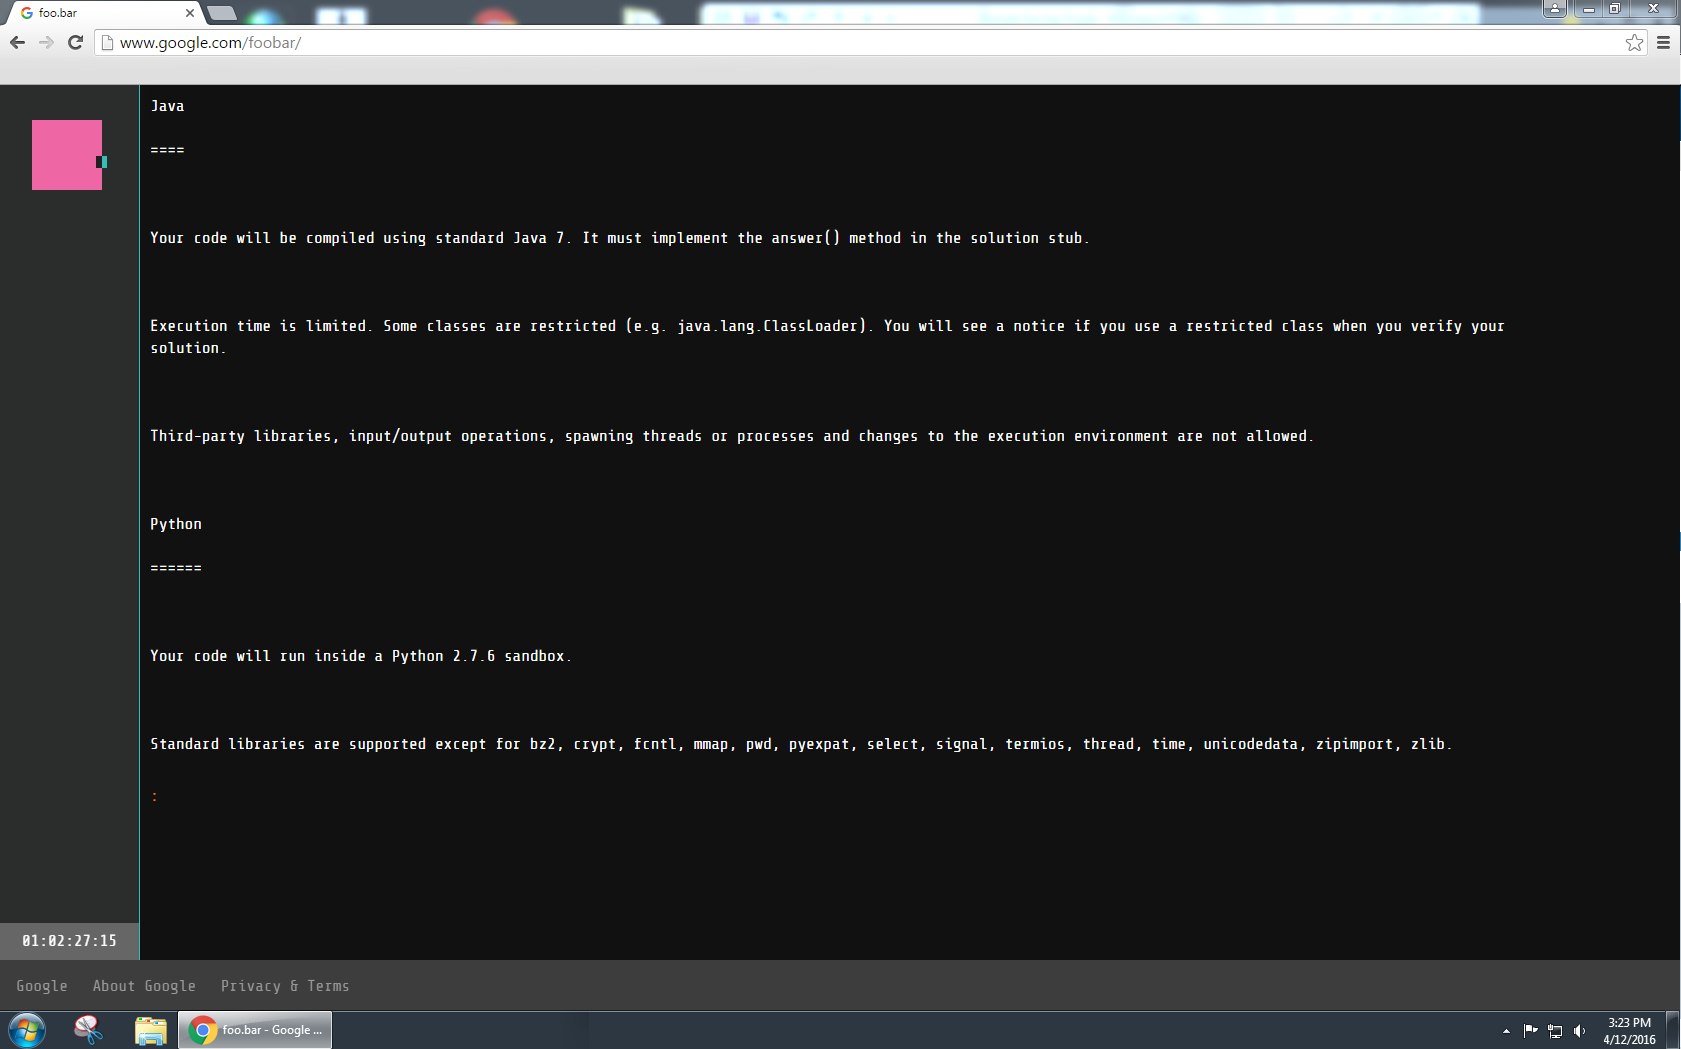 foo.bar
www.google.com/foobar/
Java
====
Your code will be compiled using standard Java 7. It must implement the answer() method in the solution stub.
Execution time is limited. Some classes are restricted (e.g. java.lang.ClassLoader). You will see a notice if you use a restricted class when you verify your
solution.
Third-party libraries, input/output operations, spawning threads or processes and changes to the execution environment are not allowed.
Python
======
Your code will run inside a Python 2.7.6 sandbox.
Standard libraries are supported except for bz2, crypt, fcntl, mmap, pwd, pyexpat, select, signal, termios, thread, time, unicodedata, zipimport, zlib.
:
01:02:27:15
Google About Google Privacy & Terms
foo.bar - Google ...
3:23 PM
4/12/2016